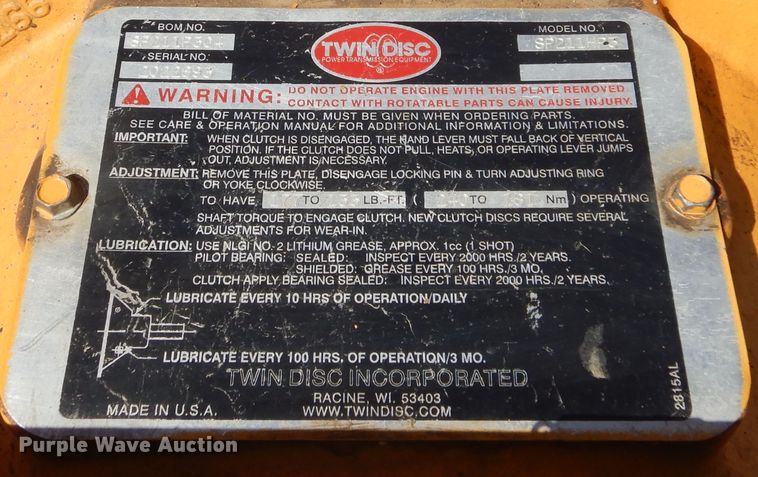 BOM NO.
MODEL NO.
SERIAL NO.
TWIN DISC
POWER TRANSMISSION EQUIPMENT
®
WARNING: DO NOT OPERATE ENGINE WITH THIS PLATE REMOVED
CONTACT WITH ROTATABLE PARTS CAN CAUSE INJURY.
BILL OF MATERIAL NO. MUST BE GIVEN WHEN ORDERING PARTS.
SEE CARE & OPERATION MANUAL FOR ADDITIONAL INFORMATION & LIMITATIONS.
IMPORTANT: WHEN CLUTCH IS DISENGAGED, THE HAND LEVER MUST FALL BACK OF VERTICAL
POSITION. IF THE CLUTCH DOES NOT PULL, HEATS, OR OPERATING LEVER JUMPS
OUT, ADJUSTMENT IS NECESSARY.
ADJUSTMENT: REMOVE THIS PLATE, DISENGAGE LOCKING PIN & TURN ADJUSTING RING
OR YOKE CLOCKWISE.
TO HAVE TO LB.-FT. ( TO Nm) OPERATING
SHAFT TORQUE TO ENGAGE CLUTCH. NEW CLUTCH DISCS REQUIRE SEVERAL
ADJUSTMENTS FOR WEAR-IN.
LUBRICATION: USE NLGI NO. 2 LITHIUM GREASE, APPROX. 1cc (1 SHOT)
PILOT BEARING: SEALED: INSPECT EVERY 2000 HRS./2 YEARS.
SHIELDED: GREASE EVERY 100 HRS./3 MO.
CLUTCH APPLY BEARING SEALED: INSPECT EVERY 2000 HRS./2 YEARS.
LUBRICATE EVERY 10 HRS OF OPERATION/DAILY
LUBRICATE EVERY 100 HRS. OF OPERATION/3 MO.
TWIN DISC INCORPORATED
RACINE, WI. 53403
MADE IN U.S.A. WWW.TWINDISC.COM
2815AL
Purple Wave Auction